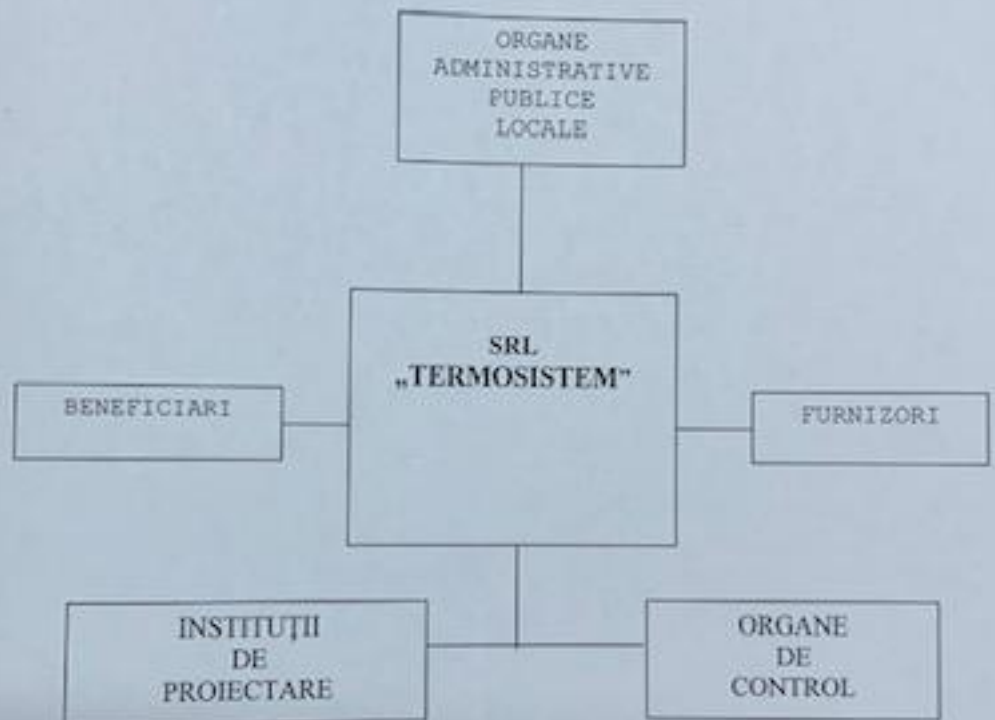 ORGANE
ADMINISTRATIVE
PUBLICE
LOCALE
SRL
„TERMOSISTEM”
BENEFICIARI
FURNIZORI
INSTITUŢII
DE
PROIECTARE
ORGANE
DE
CONTROL